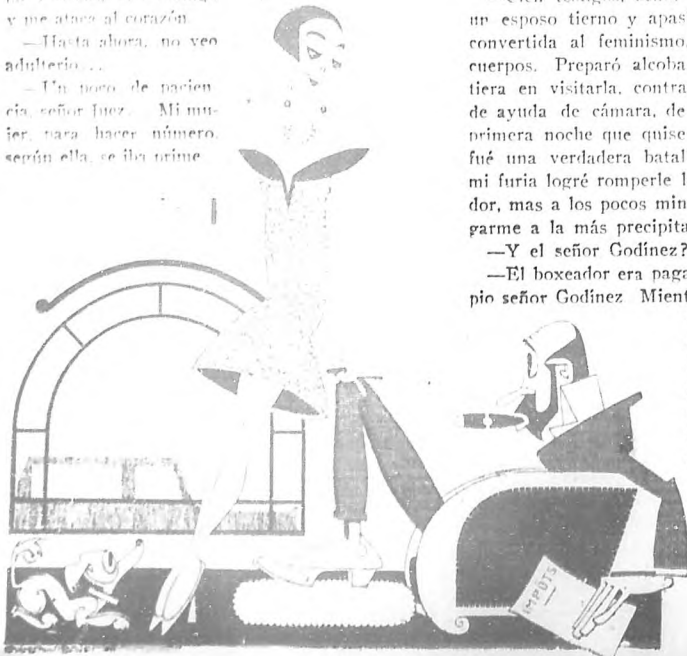 y me ataca al corazón.
—Hasta ahora, no veo
adulterio...
—Un poco de pacien
cia, señor Juez. Mi mu-
jer, para hacer número,
según ella, se iba prime
un esposo tierno y apas
convertida al feminismo
cuerpos. Preparó alcoba
tiera en visitarla, contra
de ayuda de cámara, de
primera noche que quise
fué una verdadera batal
mi furia logré romperle l
dor, mas a los pocos min
garme a la más precipita
—Y el señor Godínez?
—El boxeador era paga
pio señor Godínez Mient
IMPÔTS